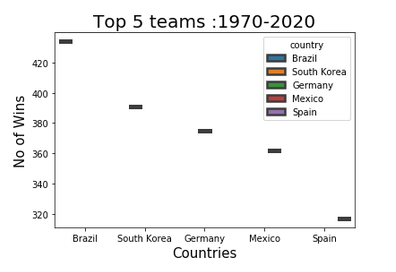 Top 5 teams :1970-2020
No of Wins
420
400
380
360
340
320
country
Brazil
South Korea
Germany
Mexico
Spain
Brazil South Korea Germany Mexico Spain
Countries